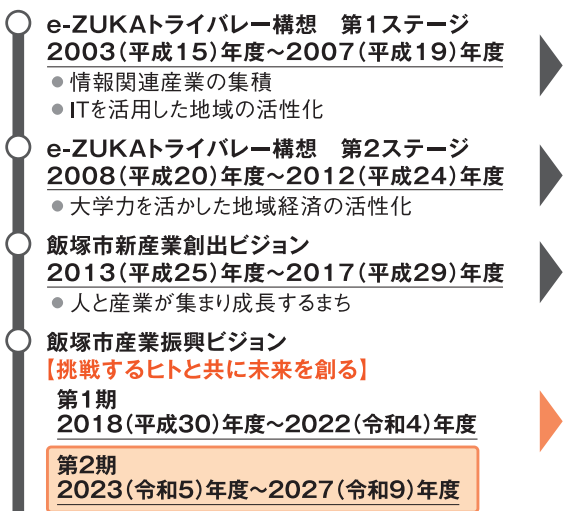 e-ZUKAトライバレー構想　第1ステージ
2003(平成15)年度～2007(平成19)年度
●情報関連産業の集積
●ITを活用した地域の活性化
e-ZUKAトライバレー構想　第2ステージ
2008(平成20)年度～2012(平成24)年度
●大学力を活かした地域経済の活性化
飯塚市新産業創出ビジョン
2013(平成25)年度～2017(平成29)年度
●人と産業が集まり成長するまち
飯塚市産業振興ビジョン
【挑戦するヒトと共に未来を創る】
第1期
2018(平成30)年度～2022(令和4)年度
第2期
2023(令和5)年度～2027(令和9)年度